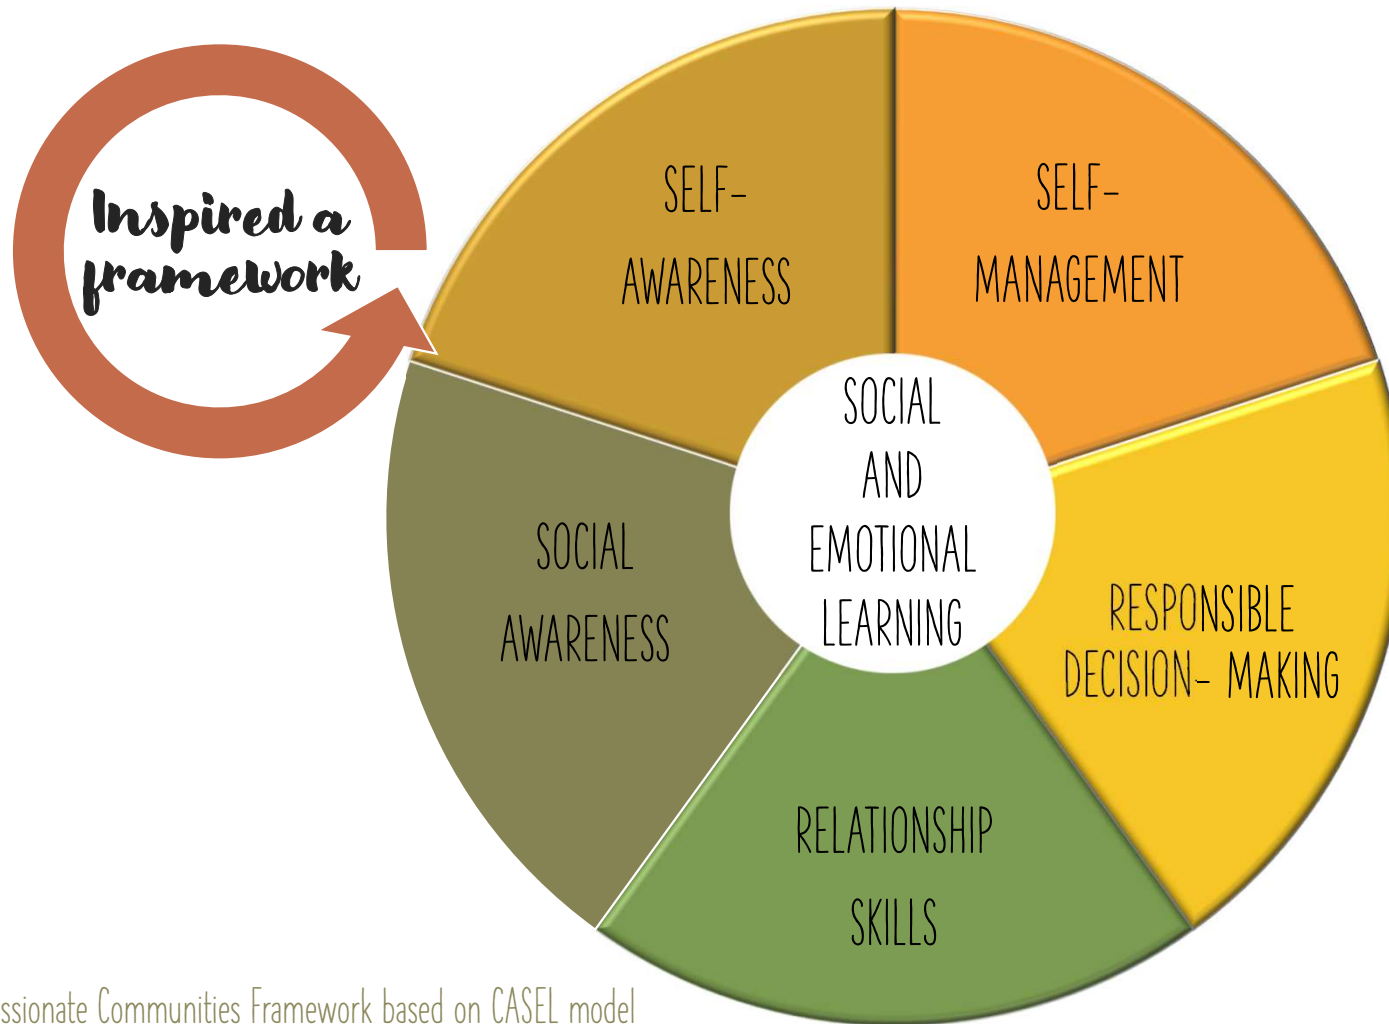 Inspired a
framework
SELF-
AWARENESS
SELF-
MANAGEMENT
SOCIAL
AND
EMOTIONAL
LEARNING
SOCIAL
AWARENESS
RESPONSIBLE
DECISION- MAKING
RELATIONSHIP
SKILLS
ssionate Communities Framework based on CASEL model